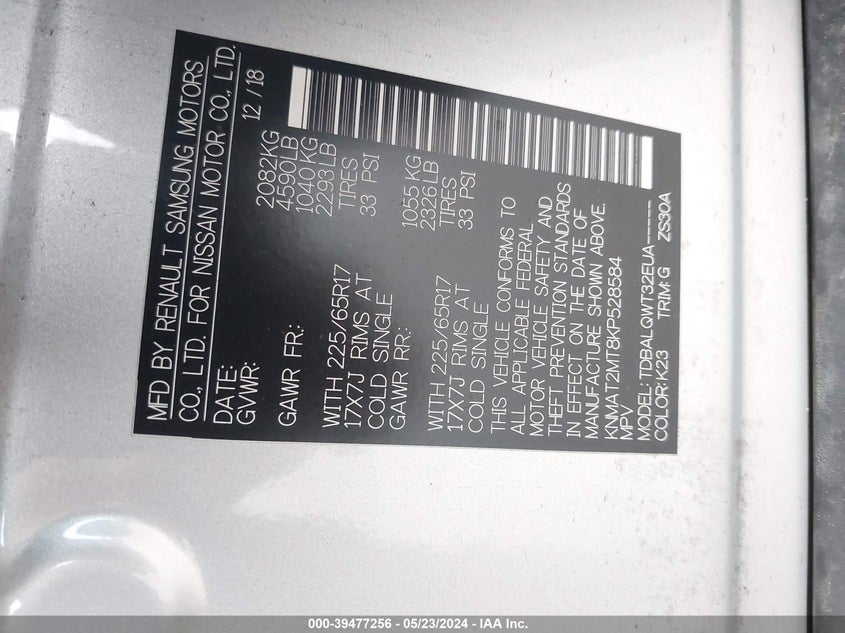 MFD BY RENAULT SAMSUNG MOTORS
CO., LTD. FOR NISSAN MOTOR CO., LTD.
DATE: 12/18
GVWR: 2082KG
4590LB
GAWR FR: 1040KG
2293LB
WITH 225/65R17 TIRES
17X7J RIMS AT 33 PSI
COLD SINGLE
GAWR RR: 1055KG
2326LB
WITH 225/65R17 TIRES
17X7J RIMS AT 33 PSI
COLD SINGLE
THIS VEHICLE CONFORMS TO
ALL APPLICABLE FEDERAL
MOTOR VEHICLE SAFETY AND
THEFT PREVENTION STANDARDS
IN EFFECT ON THE DATE OF
MANUFACTURE SHOWN ABOVE.
KNMAT2MT8KP528584
MPV
MODEL: TDBALQWT32EUA-----
COLOR: K23 TRIM: G ZS30A
000-39477256 - 05/23/2024 - IAA Inc.